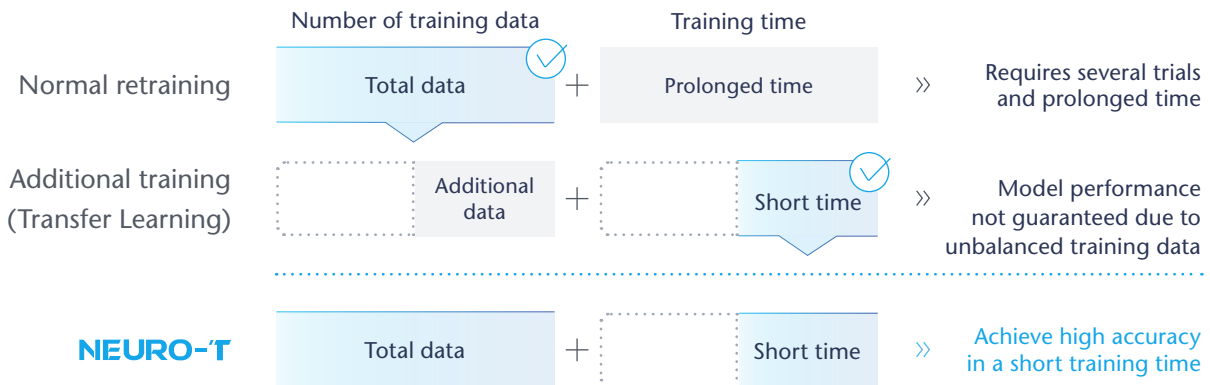 Number of training data
Training time
Normal retraining
Total data
+
Prolonged time
»
Requires several trials
and prolonged time
Additional training
(Transfer Learning)
Additional
data
+
Short time
»
Model performance
not guaranteed due to
unbalanced training data
NEURO-T
Total data
+
Short time
»
Achieve high accuracy
in a short training time